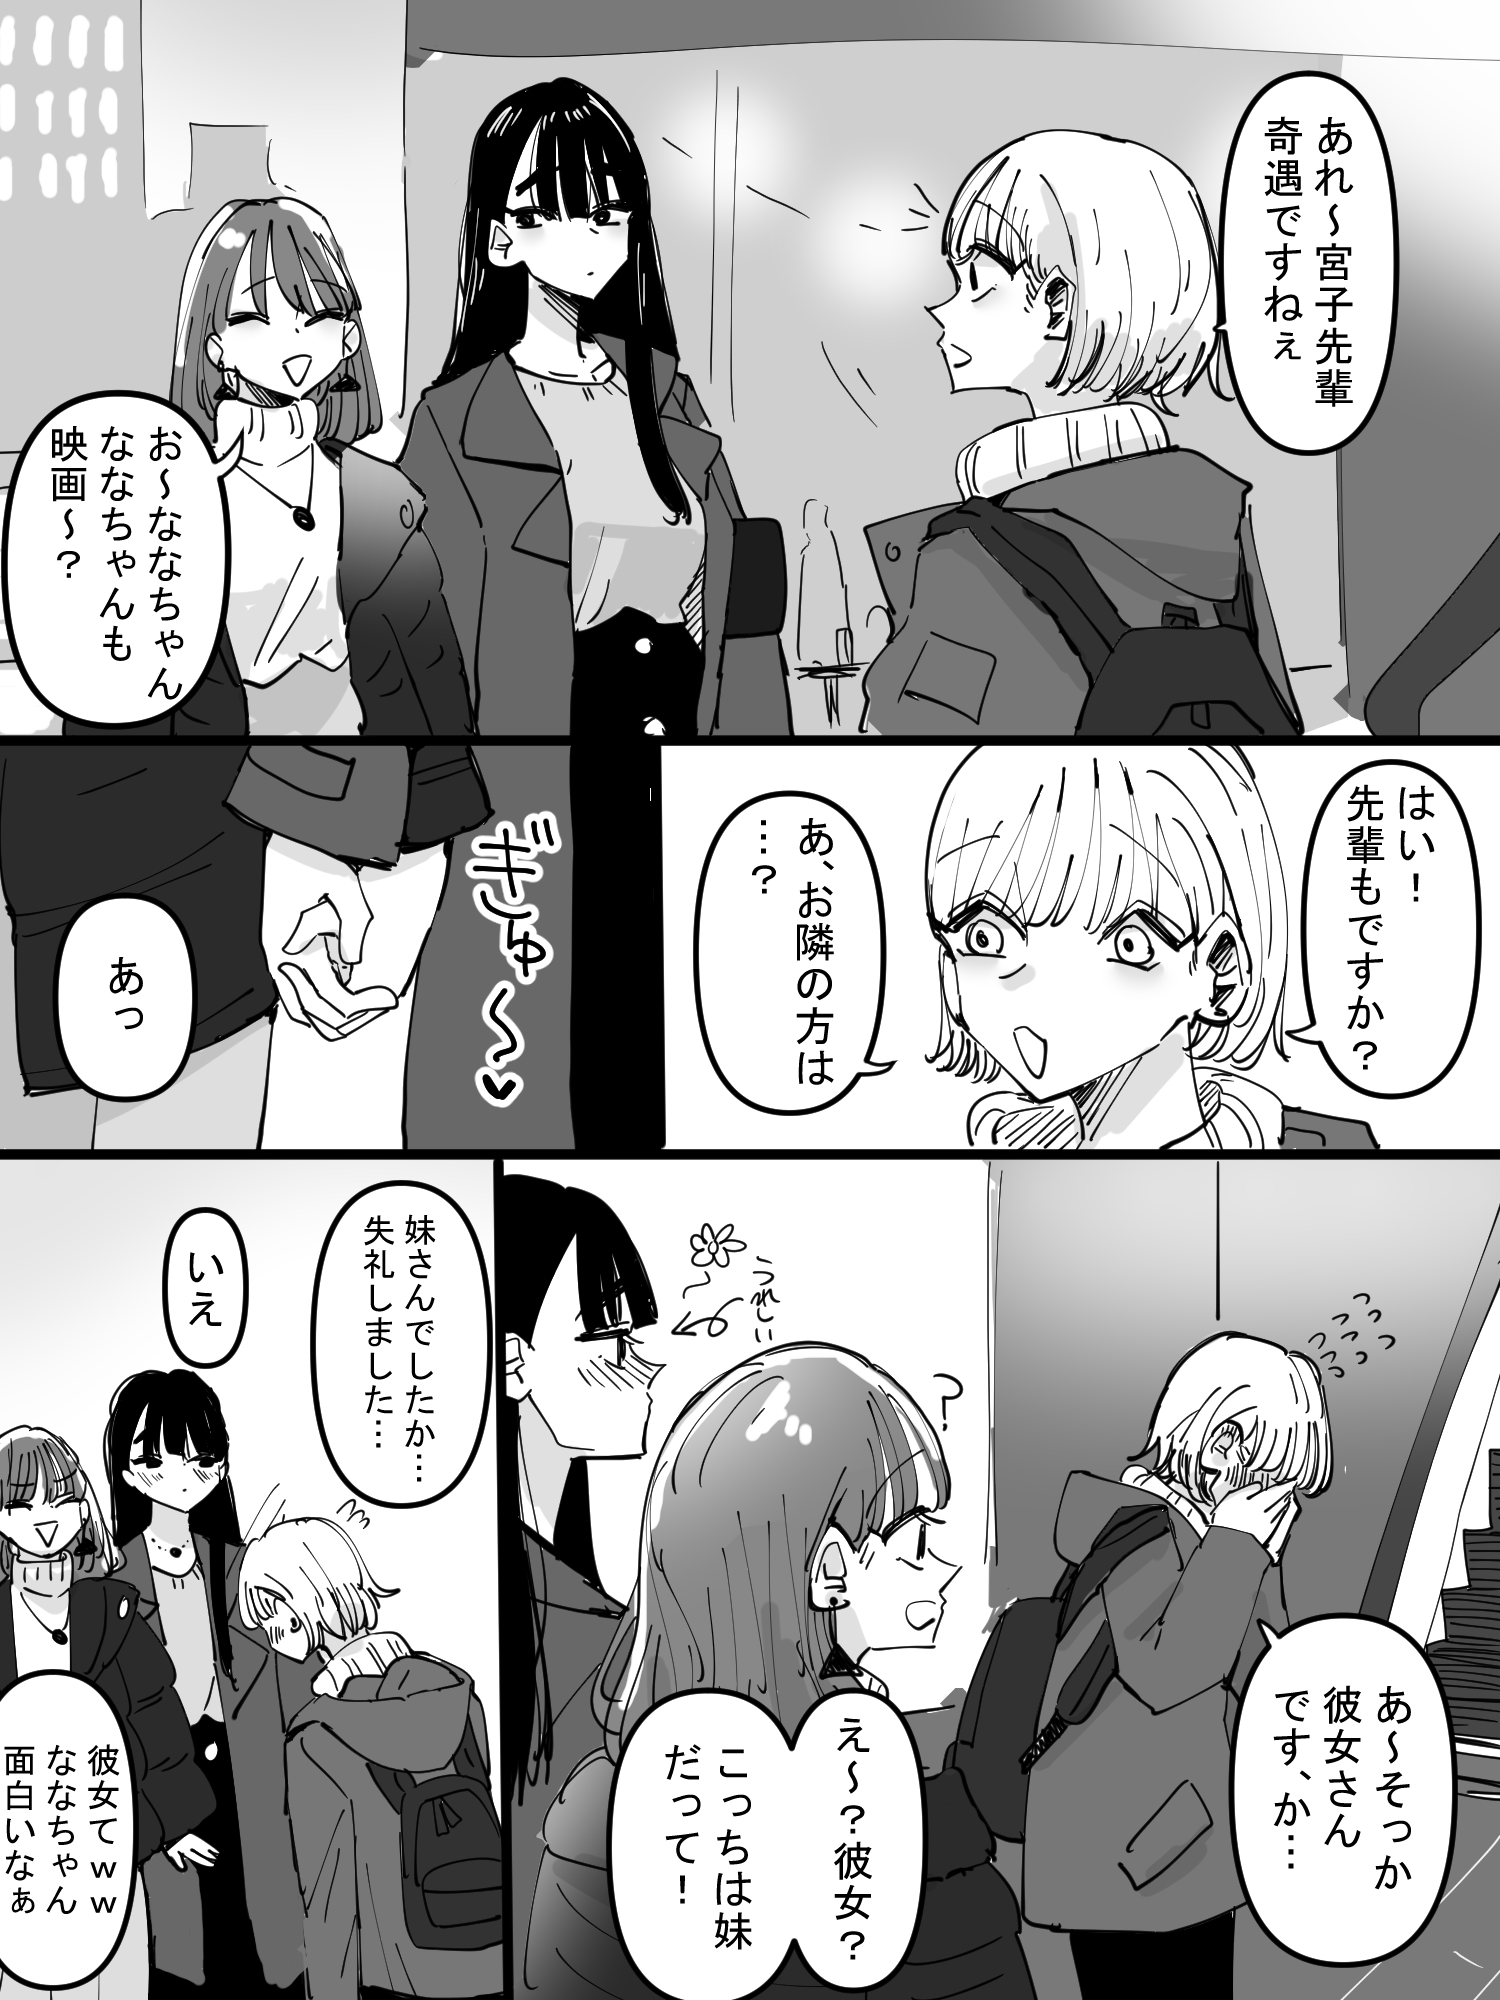 あれ〜宮子先輩
奇遇ですねぇ
お〜ななちゃん
ななちゃんも
映画〜？
はい！
先輩もですか？
あ、お隣の方は
…？
ギュ〜♥
あっ
あ〜そっか
彼女さん
です、か…
え〜？彼女？
こっちは妹
だって！
？
うれしい
妹さんでしたか…
失礼しました…
いえ
彼女てｗｗ
ななちゃん
面白いなぁ